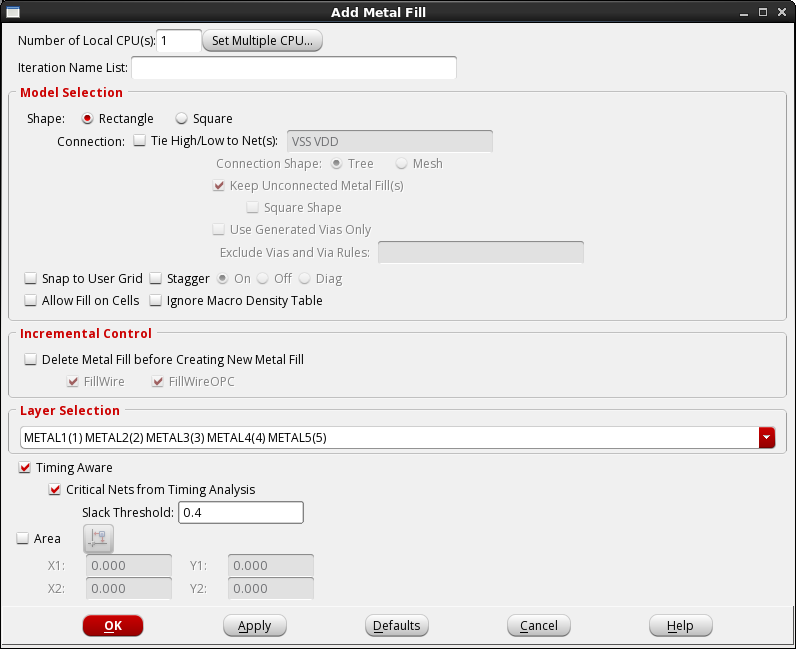 Add Metal Fill
Number of Local CPU(s): 1 Set Multiple CPU...
Iteration Name List:
Model Selection
Shape: Rectangle Square
Connection: Tie High/Low to Net(s): VSS VDD
Connection Shape: Tree Mesh
Keep Unconnected Metal Fill(s)
Square Shape
Use Generated Vias Only
Exclude Vias and Via Rules:
Snap to User Grid Stagger On Off Diag
Allow Fill on Cells Ignore Macro Density Table
Incremental Control
Delete Metal Fill before Creating New Metal Fill
FillWire FillWireOPC
Layer Selection
METAL1(1) METAL2(2) METAL3(3) METAL4(4) METAL5(5)
Timing Aware
Critical Nets from Timing Analysis
Slack Threshold: 0.4
Area
X1: 0.000 Y1: 0.000
X2: 0.000 Y2: 0.000
OK Apply Defaults Cancel Help